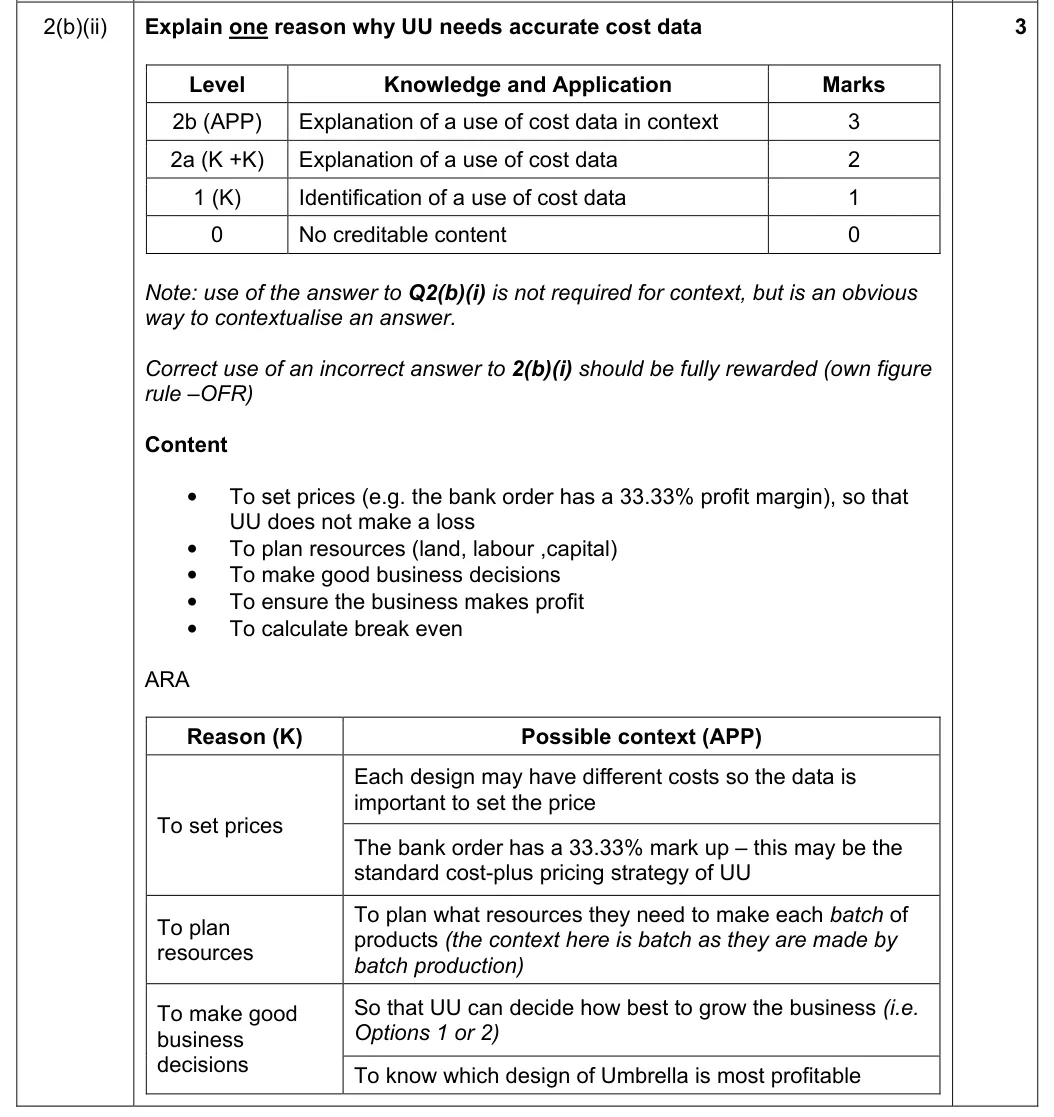 2(b)(ii) Explain one reason why UU needs accurate cost data 3
Level Knowledge and Application Marks
2b (APP) Explanation of a use of cost data in context 3
2a (K +K) Explanation of a use of cost data 2
1 (K) Identification of a use of cost data 1
0 No creditable content 0
Note: use of the answer to Q2(b)(i) is not required for context, but is an obvious
way to contextualise an answer.
Correct use of an incorrect answer to 2(b)(i) should be fully rewarded (own figure
rule –OFR)
Content
• To set prices (e.g. the bank order has a 33.33% profit margin), so that
UU does not make a loss
• To plan resources (land, labour ,capital)
• To make good business decisions
• To ensure the business makes profit
• To calculate break even
ARA
Reason (K) Possible context (APP)
To set prices
Each design may have different costs so the data is
important to set the price
The bank order has a 33.33% mark up – this may be the
standard cost-plus pricing strategy of UU
To plan
resources
To plan what resources they need to make each batch of
products (the context here is batch as they are made by
batch production)
To make good
business
decisions
So that UU can decide how best to grow the business (i.e.
Options 1 or 2)
To know which design of Umbrella is most profitable